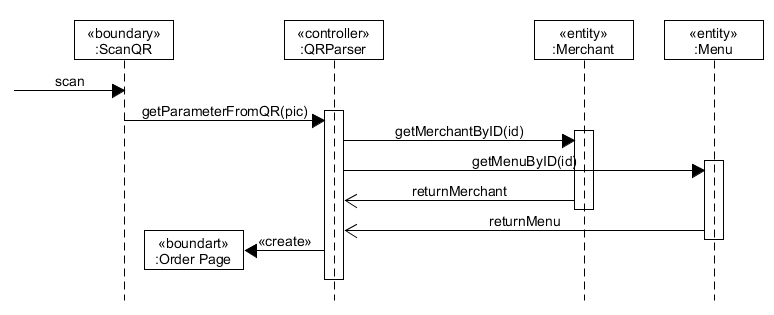 «boundary»
:ScanQR
«controller»
:QRParser
«entity»
:Merchant
«entity»
:Menu
scan
getParameterFromQR(pic)
getMerchantByID(id)
getMenuByID(id)
returnMerchant
returnMenu
«boundart»
:Order Page
«create»